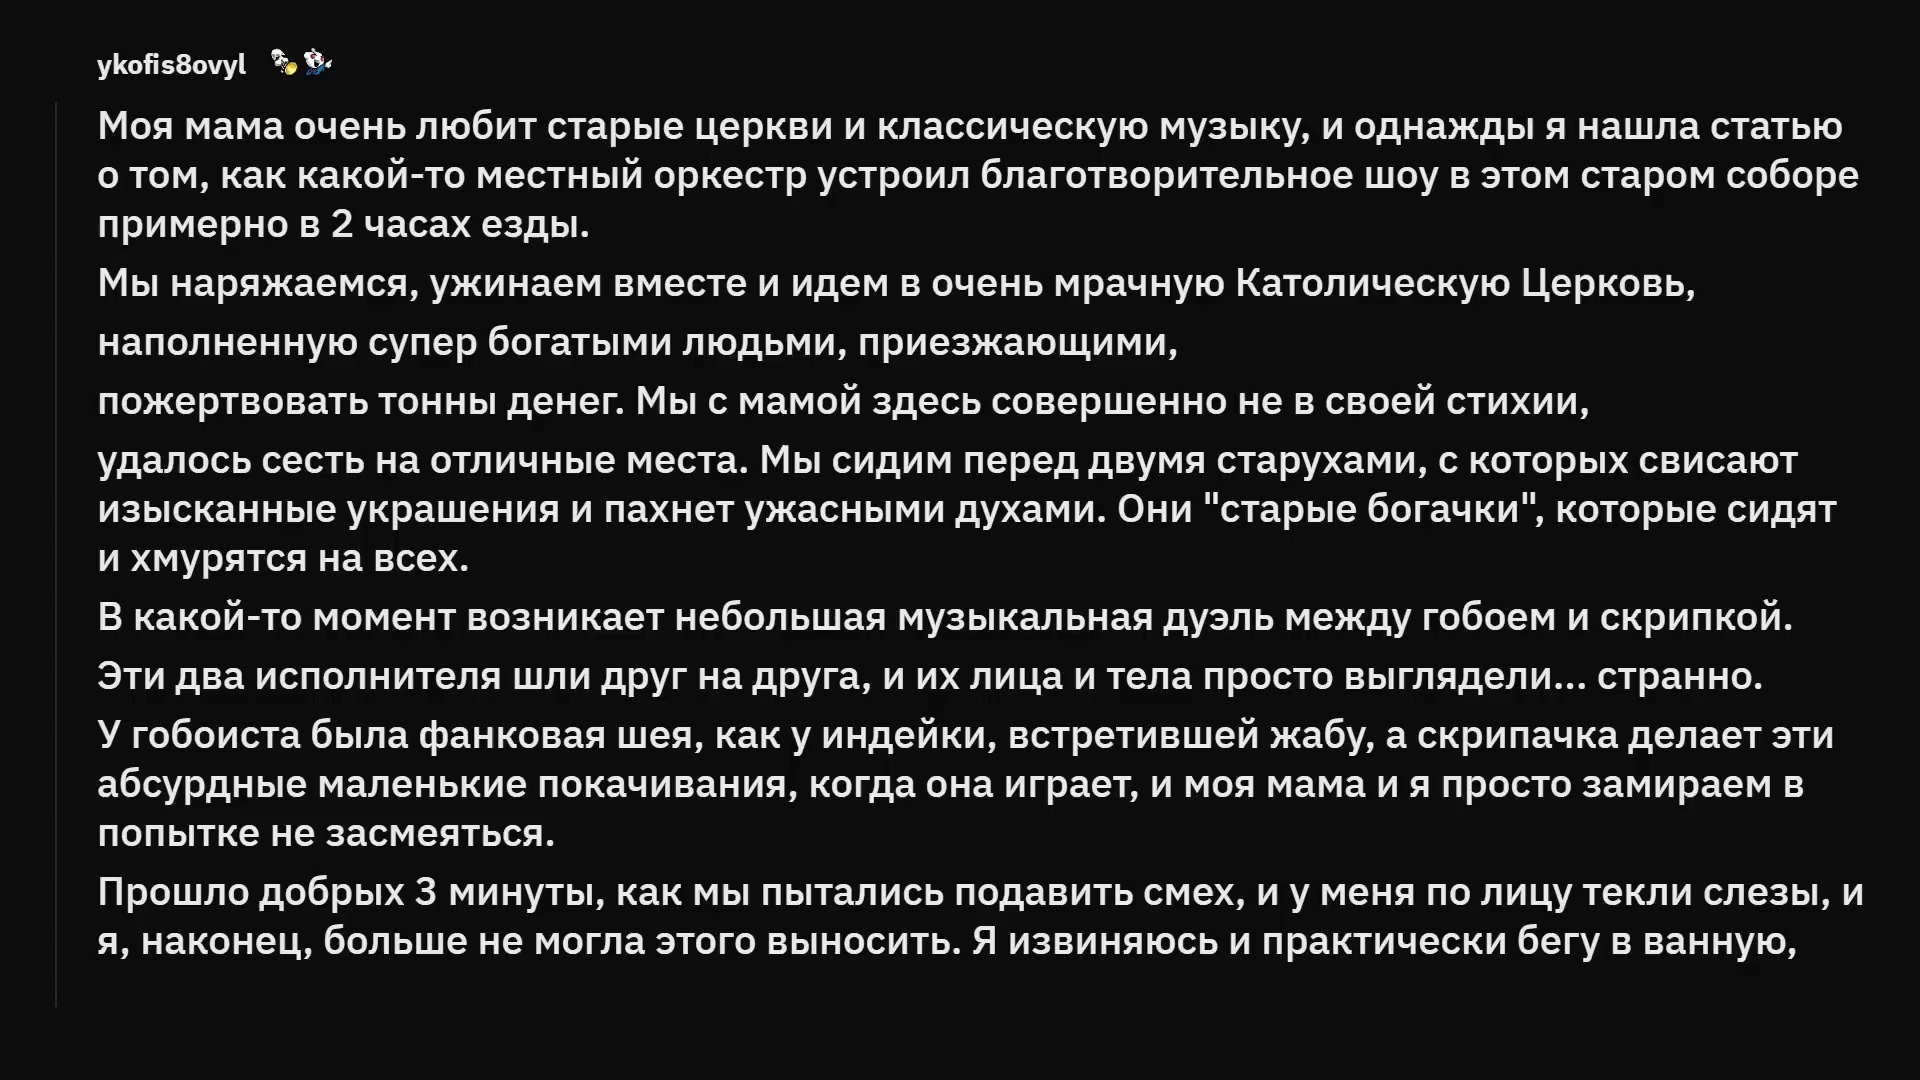 ykofis8ovyl
Моя мама очень любит старые церкви и классическую музыку, и однажды я нашла статью
о том, как какой-то местный оркестр устроил благотворительное шоу в этом старом соборе
примерно в 2 часах езды.
Мы наряжаемся, ужинаем вместе и идем в очень мрачную Католическую Церковь,
наполненную супер богатыми людьми, приезжающими,
пожертвовать тонны денег. Мы с мамой здесь совершенно не в своей стихии,
удалось сесть на отличные места. Мы сидим перед двумя старухами, с которых свисают
изысканные украшения и пахнет ужасными духами. Они "старые богачки", которые сидят
и хмурятся на всех.
В какой-то момент возникает небольшая музыкальная дуэль между гобоем и скрипкой.
Эти два исполнителя шли друг на друга, и их лица и тела просто выглядели... странно.
У гобоиста была фанковая шея, как у индейки, встретившей жабу, а скрипачка делает эти
абсурдные маленькие покачивания, когда она играет, и моя мама и я просто замираем в
попытке не засмеяться.
Прошло добрых 3 минуты, как мы пытались подавить смех, и у меня по лицу текли слезы, и
я, наконец, больше не могла этого выносить. Я извиняюсь и практически бегу в ванную,